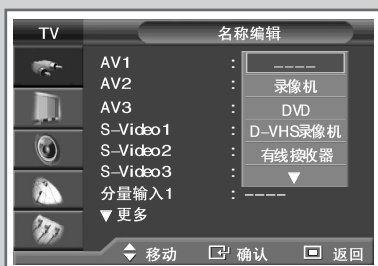 TV 名称编辑
AV1 : ----
AV2 : 录像机
AV3 : DVD
S-Video1 : D-VHS录像机
S-Video2 : 有线接收器
S-Video3 : ▼
分量输入1 : ----
▼更多
移动 确认 返回